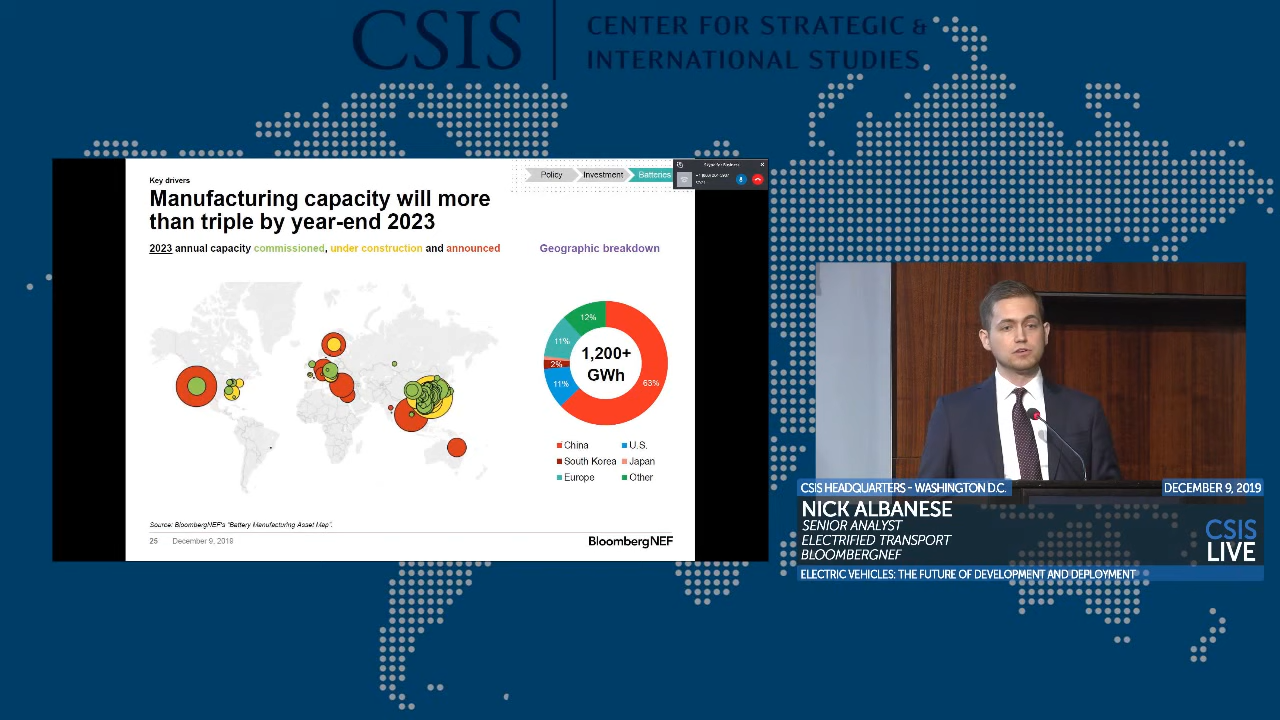 CSIS
CENTER FOR STRATEGIC &
INTERNATIONAL STUDIES
Key drivers
Policy
Investment
Batteries
Skype for Business
Manufacturing capacity will more
than triple by year-end 2023
2023 annual capacity commissioned, under construction and announced
Geographic breakdown
12%
11%
2%
11%
63%
1,200+
GWh
China
U.S.
South Korea
Japan
Europe
Other
Source: BloombergNEF's "Battery Manufacturing Asset Map".
25
December 9, 2019
BloombergNEF
CSIS HEADQUARTERS - WASHINGTON D.C.
DECEMBER 9, 2019
NICK ALBANESE
SENIOR ANALYST
ELECTRIFIED TRANSPORT
BLOOMBERGNEF
CSIS
LIVE
ELECTRIC VEHICLES: THE FUTURE OF DEVELOPMENT AND DEPLOYMENT